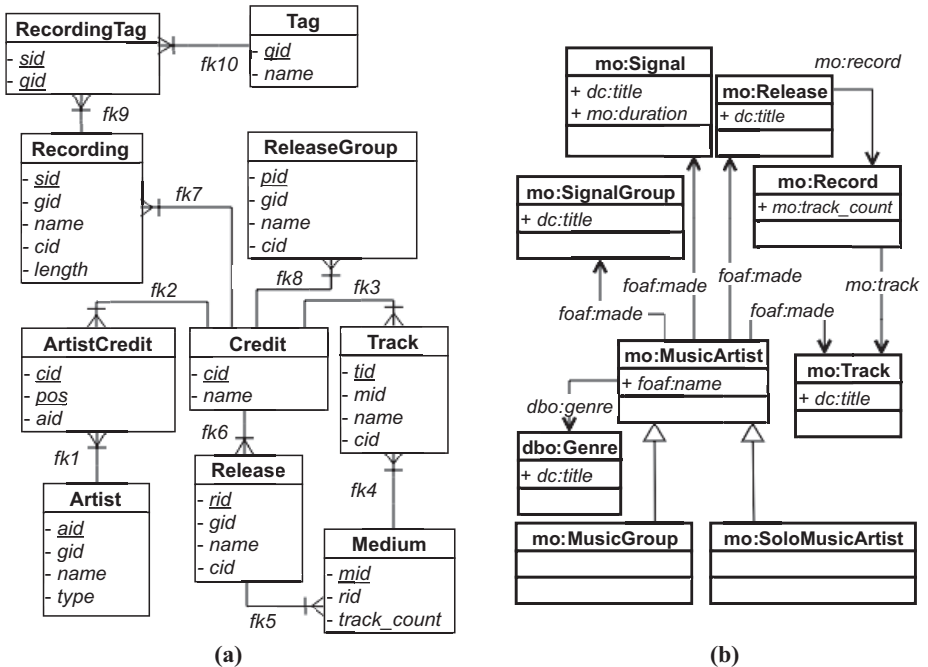 RecordingTag
- sid
- gid
fk10
Tag
- gid
- name
fk9
Recording
- sid
- gid
- name
- cid
- length
fk7
ReleaseGroup
- pid
- gid
- name
- cid
fk8
fk2
fk3
ArtistCredit
- cid
- pos
- aid
Credit
- cid
- name
Track
- tid
- mid
- name
- cid
fk1
fk6
fk4
Artist
- aid
- gid
- name
- type
Release
- rid
- gid
- name
- cid
fk5
Medium
- mid
- rid
- track_count
(a)
mo:Signal
+ dc:title
+ mo:duration
mo:record
mo:Release
+ dc:title
mo:SignalGroup
+ dc:title
mo:Record
+ mo:track_count
foaf:made
foaf:made
foaf:made
foaf:made
mo:track
mo:MusicArtist
+ foaf:name
mo:Track
+ dc:title
dbo:genre
dbo:Genre
+ dc:title
mo:MusicGroup
mo:SoloMusicArtist
(b)